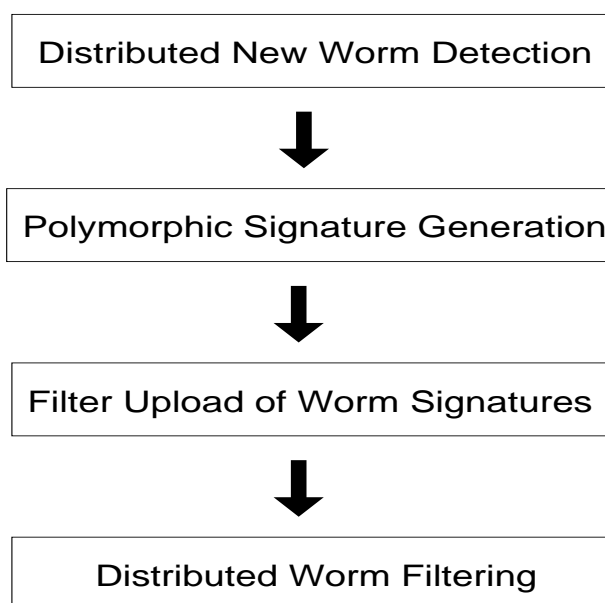 Distributed New Worm Detection
Polymorphic Signature Generation
Filter Upload of Worm Signatures
Distributed Worm Filtering